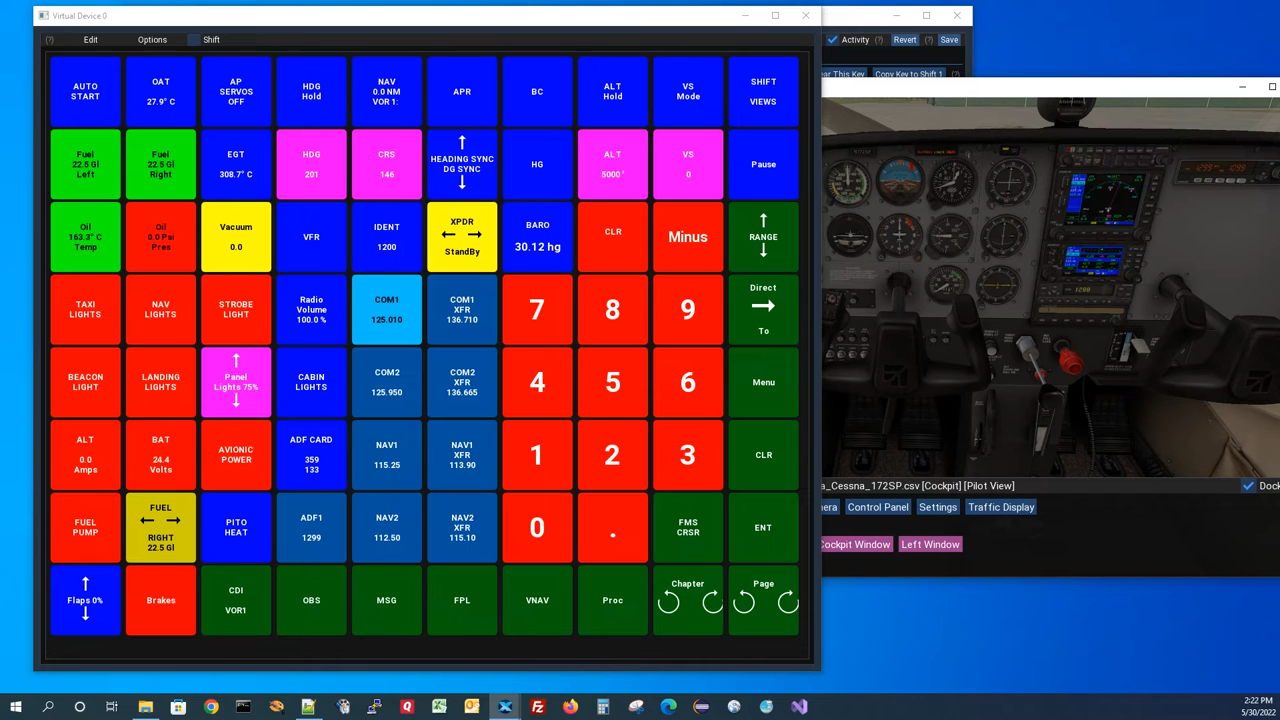 Virtual Device 0
(?)
Edit
Options
Shift
Activity
(?)
Revert
(?)
Save
ear This Key
Copy Key to Shift 1
(?)
AUTO
START
OAT
27.9° C
AP
SERVOS
OFF
HDG
Hold
NAV
0.0 NM
VOR 1:
APR
BC
ALT
Hold
VS
Mode
SHIFT
VIEWS
Fuel
22.5 Gl
Left
Fuel
22.5 Gl
Right
EGT
308.7° C
HDG
201
CRS
146
HEADING SYNC
DG SYNC
HG
ALT
5000 '
VS
0
Pause
Oil
163.3° C
Temp
Oil
0.0 Psi
Pres
Vacuum
0.0
VFR
IDENT
1200
XPDR
StandBy
BARO
30.12 hg
CLR
Minus
RANGE
TAXI
LIGHTS
NAV
LIGHTS
STROBE
LIGHT
Radio
Volume
100.0 %
COM1
125.010
COM1
XFR
136.710
7
8
9
Direct
To
BEACON
LIGHT
LANDING
LIGHTS
Panel
Lights 75%
CABIN
LIGHTS
COM2
125.950
COM2
XFR
136.665
4
5
6
Menu
ALT
0.0
Amps
BAT
24.4
Volts
AVIONIC
POWER
ADF CARD
359
133
NAV1
115.25
NAV1
XFR
113.90
1
2
3
CLR
FUEL
PUMP
FUEL
RIGHT
22.5 Gl
PITO
HEAT
ADF1
1299
NAV2
112.50
NAV2
XFR
115.10
0
.
FMS
CRSR
ENT
Flaps 0%
Brakes
CDI
VOR1
OBS
MSG
FPL
VNAV
Proc
Chapter
Page
a_Cessna_172SP.csv [Cockpit] [Pilot View]
Dock
era
Control Panel
Settings
Traffic Display
Cockpit Window
Left Window
2:22 PM
5/30/2022